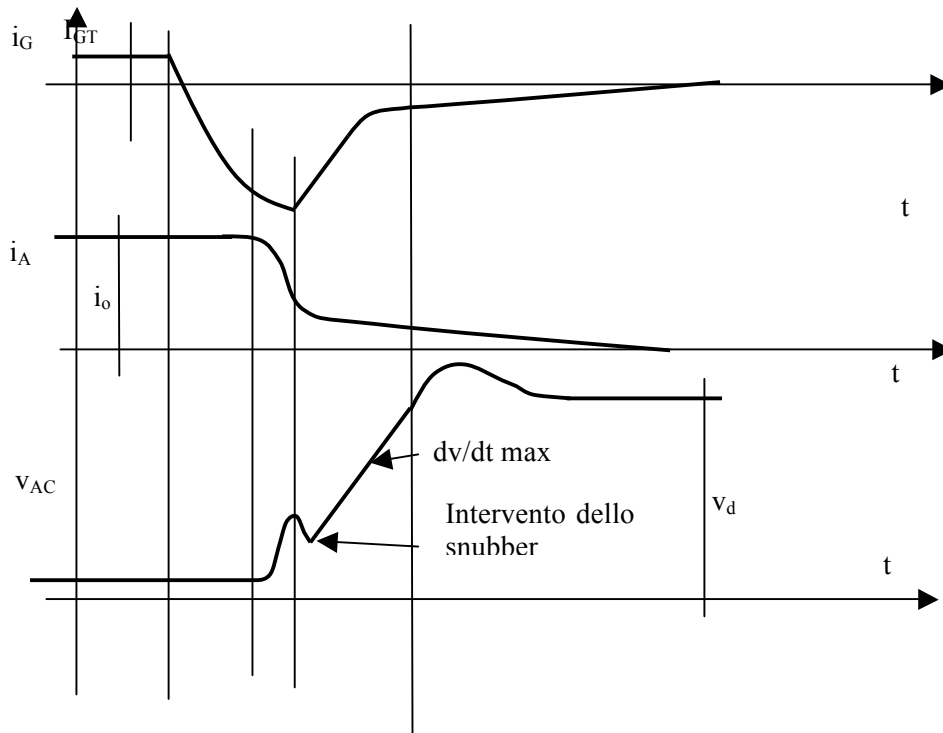 i_G
I_GT
t
i_A
i_o
t
dv/dt max
v_AC
Intervento dello
snubber
v_d
t